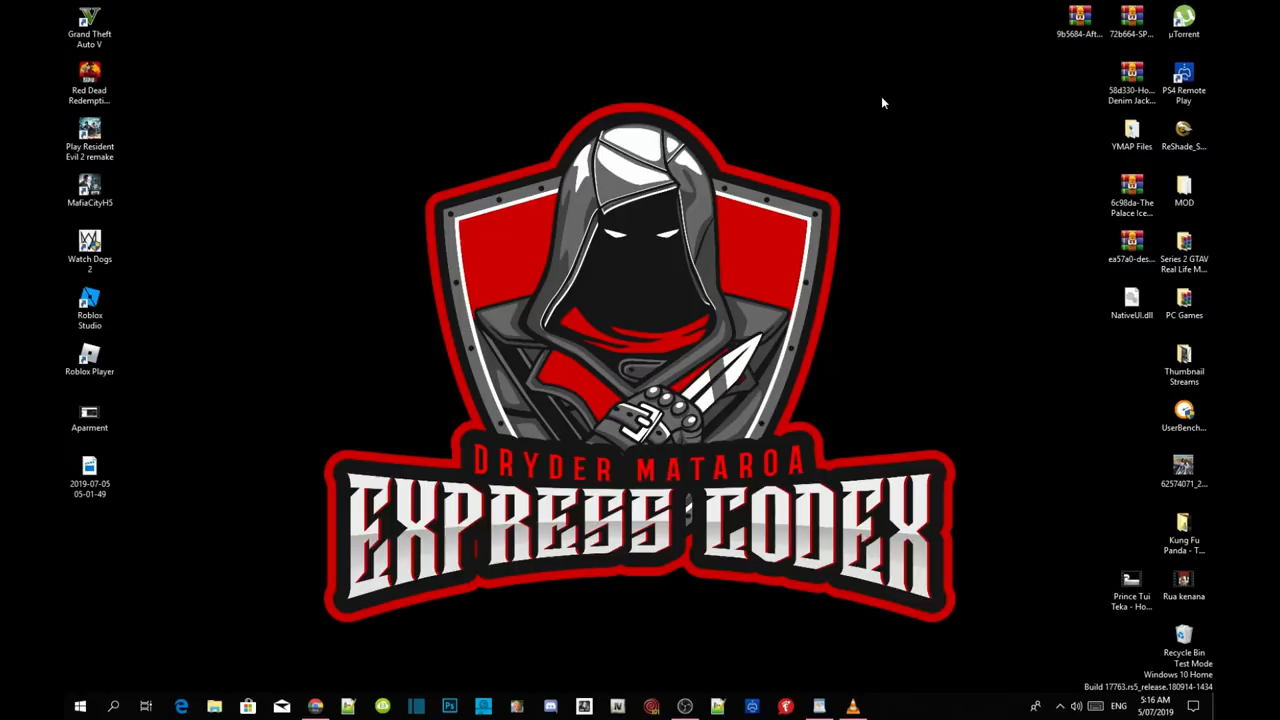 Grand Theft
Auto V
Red Dead
Redempti...
Play Resident
Evil 2 remake
MafiaCityH5
Watch Dogs
2
Roblox
Studio
Roblox Player
Aparment
2019-07-05
05-01-49
DRYDER MATAROA
EXPRESS CODEX
9b5684-Aft...
72b664-SP...
µTorrent
58d330-Ho...
Denim Jack...
PS4 Remote
Play
YMAP Files
ReShade_S...
6c98da-The
Palace Ice...
MOD
ea57a0-des...
Series 2 GTAV
Real Life M...
NativeUI.dll
PC Games
Thumbnail
Streams
UserBench...
62574071_2...
Kung Fu
Panda - T...
Prince Tui
Teka - Ho...
Rua kenana
Recycle Bin
Test Mode
Windows 10 Home
Build 17763.rs5_release.180914-1434
ENG
5:16 AM
5/07/2019